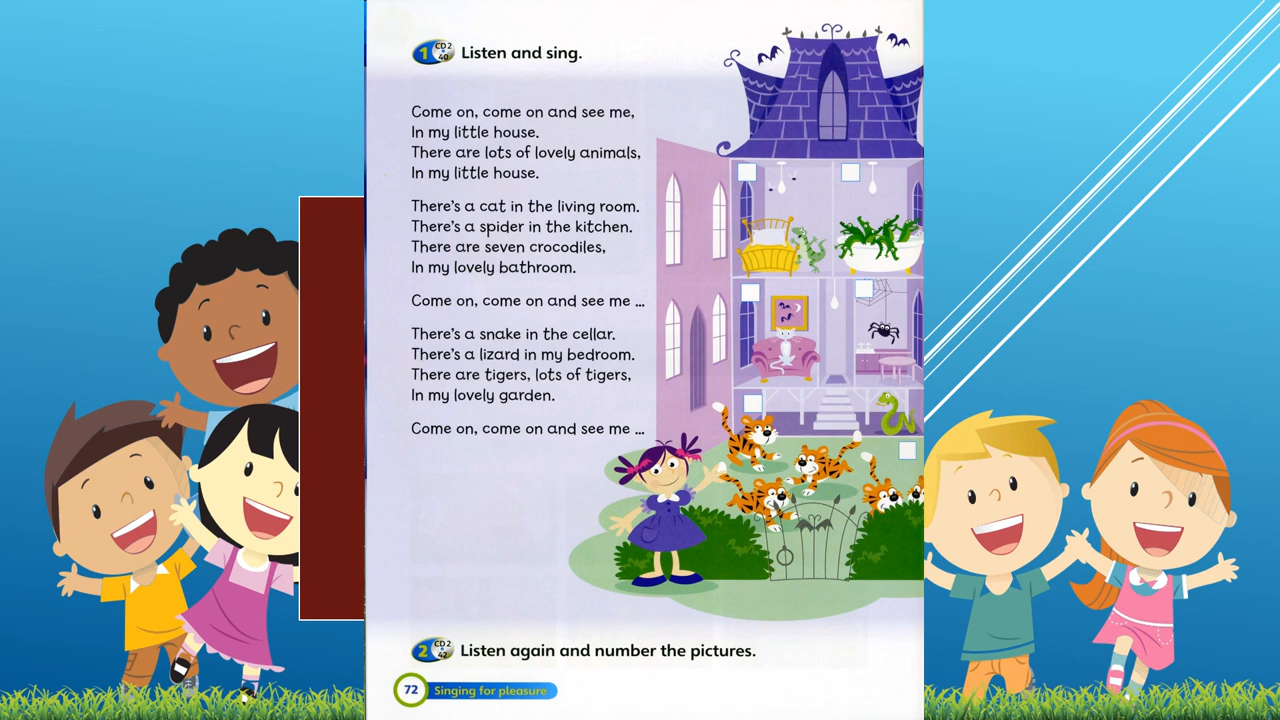 1 CD 2 40 Listen and sing.
Come on, come on and see me,
In my little house.
There are lots of lovely animals,
In my little house.
There's a cat in the living room.
There's a spider in the kitchen.
There are seven crocodiles,
In my lovely bathroom.
Come on, come on and see me ...
There's a snake in the cellar.
There's a lizard in my bedroom.
There are tigers, lots of tigers,
In my lovely garden.
Come on, come on and see me ...
2 CD 2 42 Listen again and number the pictures.
72 Singing for pleasure